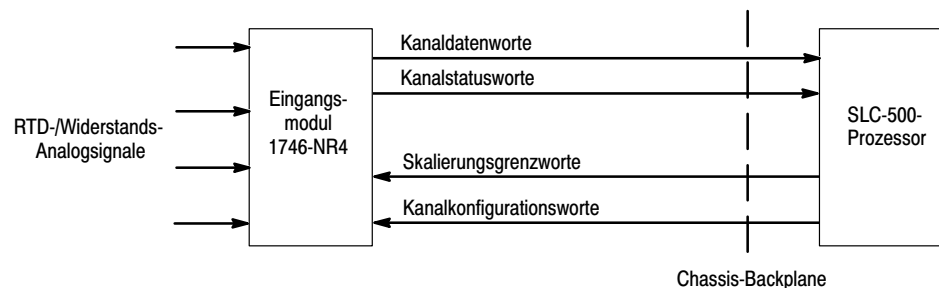 RTD-/Widerstands-
Analogsignale
Eingangs-
modul
1746-NR4
Kanaldatenworte
Kanalstatusworte
Skalierungsgrenzworte
Kanalkonfigurationsworte
SLC-500-
Prozessor
Chassis-Backplane